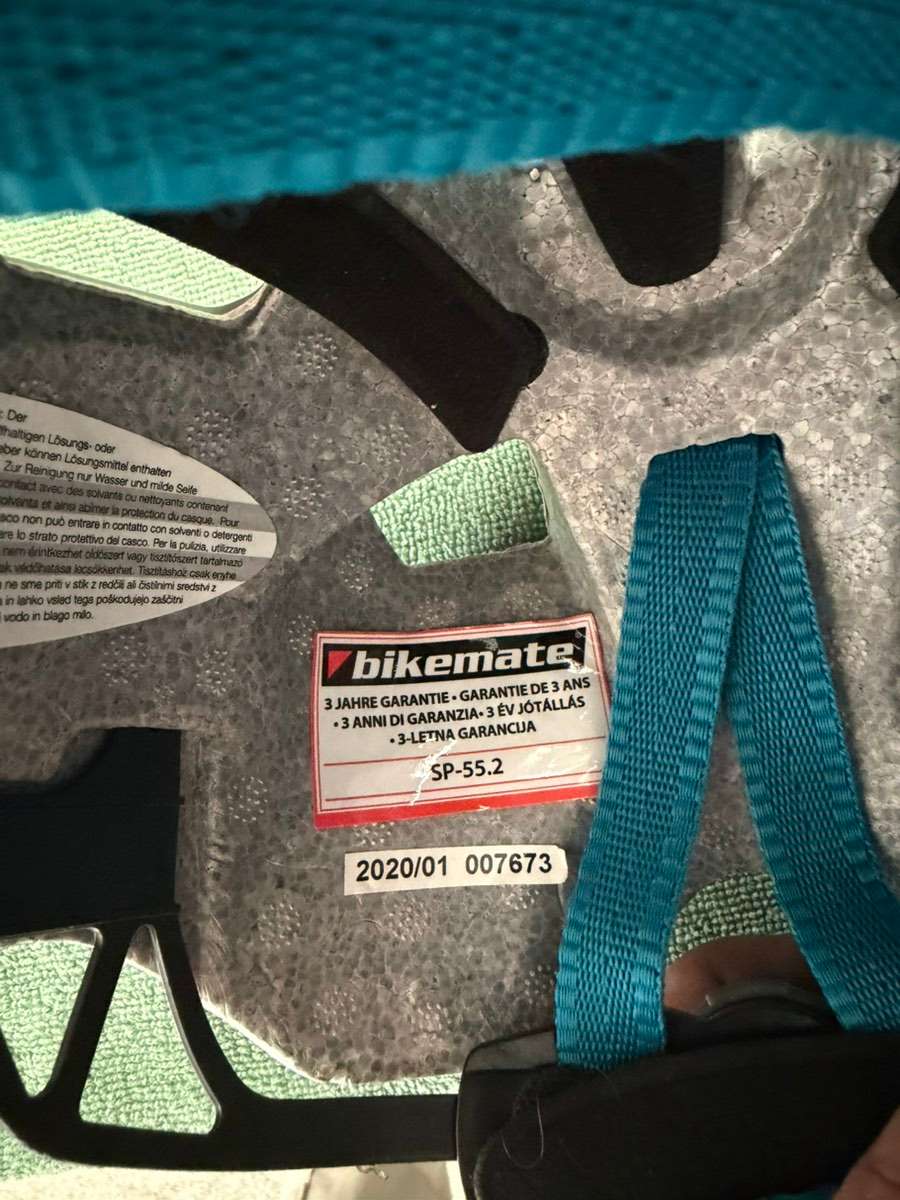 : Der
fhaltigen Lösungs- oder
eber können Lösungsmittel enthalten
Zur Reinigung nur Wasser und milde Seife
contact avec des solvants ou nettoyants contenant
solvants et ainsi abîmer la protection du casque. Pour
sco non può entrare in contatto con solventi o detergenti
are lo strato protettivo del casco. Per la pulizia, utilizzare
nem érintkezhet oldószert vagy tisztítószert tartalmazó
ak védőhatása lecsökkenhet. Tisztításhoz csak enyhe
ne sme priti v stik z redčili ali čistilnimi sredstvi z
a in lahko vsled tega poškodujejo zaščitni
vodo in blago milo.
bikemate
3 JAHRE GARANTIE • GARANTIE DE 3 ANS
• 3 ANNI DI GARANZIA• 3 ÉV JÓTÁLLÁS
• 3-LETNA GARANCIJA
SP-55.2
2020/01 007673